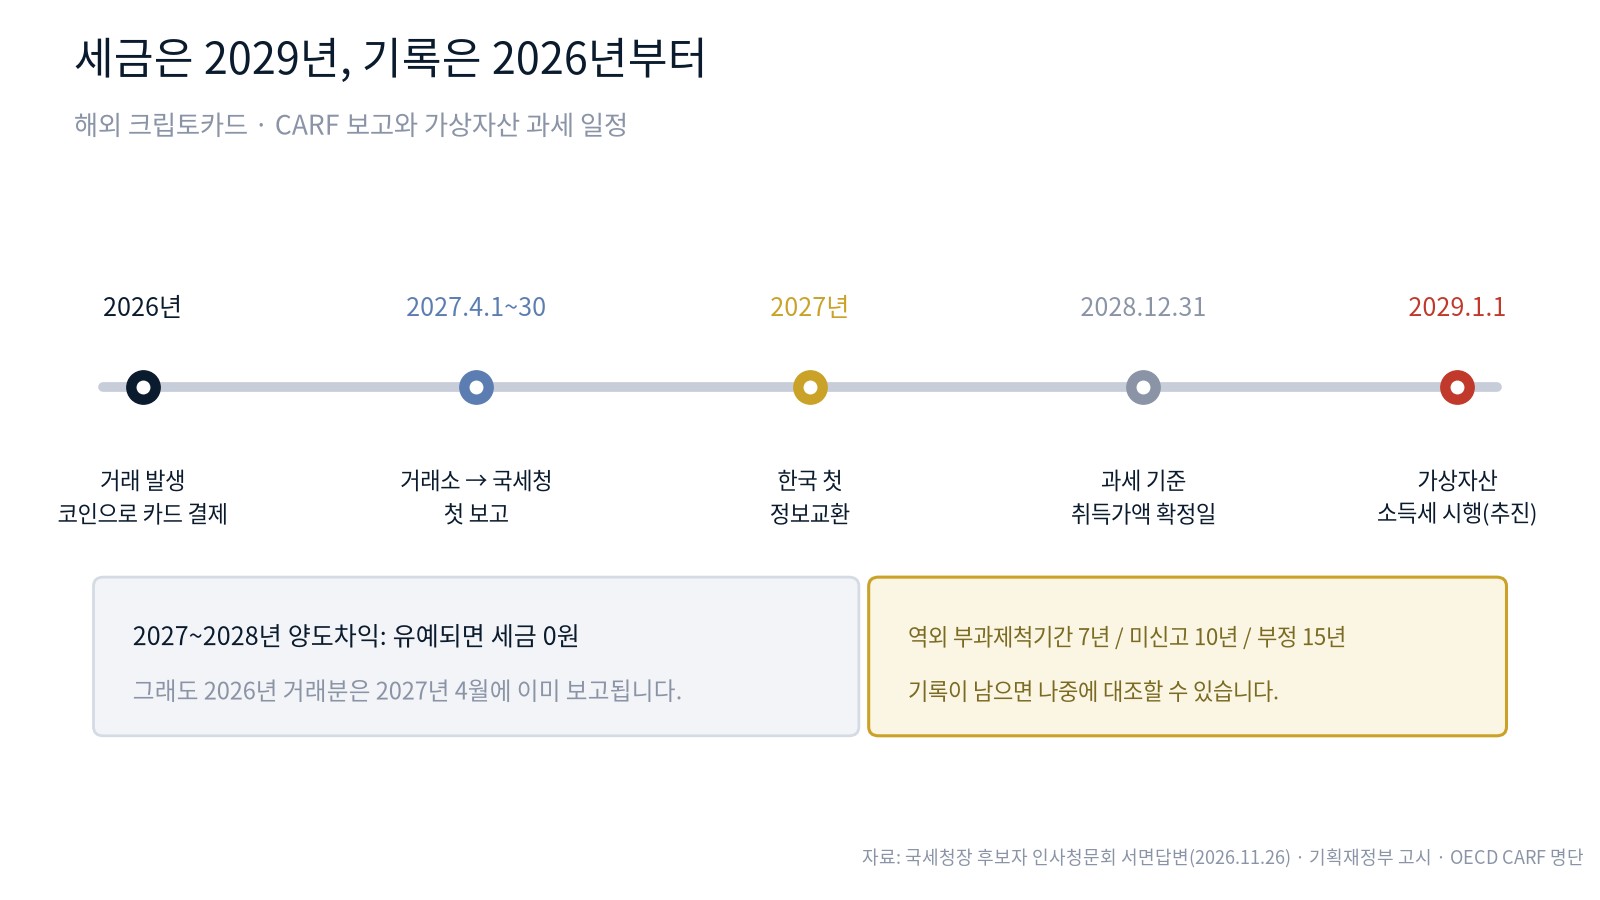 세금은 2029년, 기록은 2026년부터
해외 크립토카드 · CARF 보고와 가상자산 과세 일정
2026년
2027.4.1~30
2027년
2028.12.31
2029.1.1
거래 발생
코인으로 카드 결제
거래소 → 국세청
첫 보고
한국 첫
정보교환
과세 기준
취득가액 확정일
가상자산
소득세 시행(추진)
2027~2028년 양도차익: 유예되면 세금 0원
그래도 2026년 거래분은 2027년 4월에 이미 보고됩니다.
역외 부과제척기간 7년 / 미신고 10년 / 부정 15년
기록이 남으면 나중에 대조할 수 있습니다.
자료: 국세청장 후보자 인사청문회 서면답변(2026.11.26) · 기획재정부 고시 · OECD CARF 명단